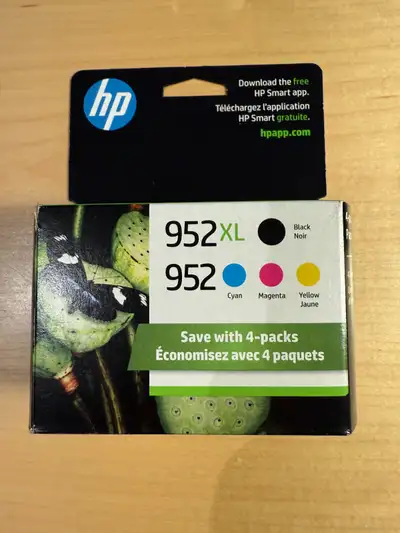 hp
Download the free
HP Smart app.
Téléchargez l'application
HP Smart gratuite.
hpapp.com
952XL
Black
Noir
952
Cyan
Magenta
Yellow
Jaune
Save with 4-packs
Économisez avec 4 paquets